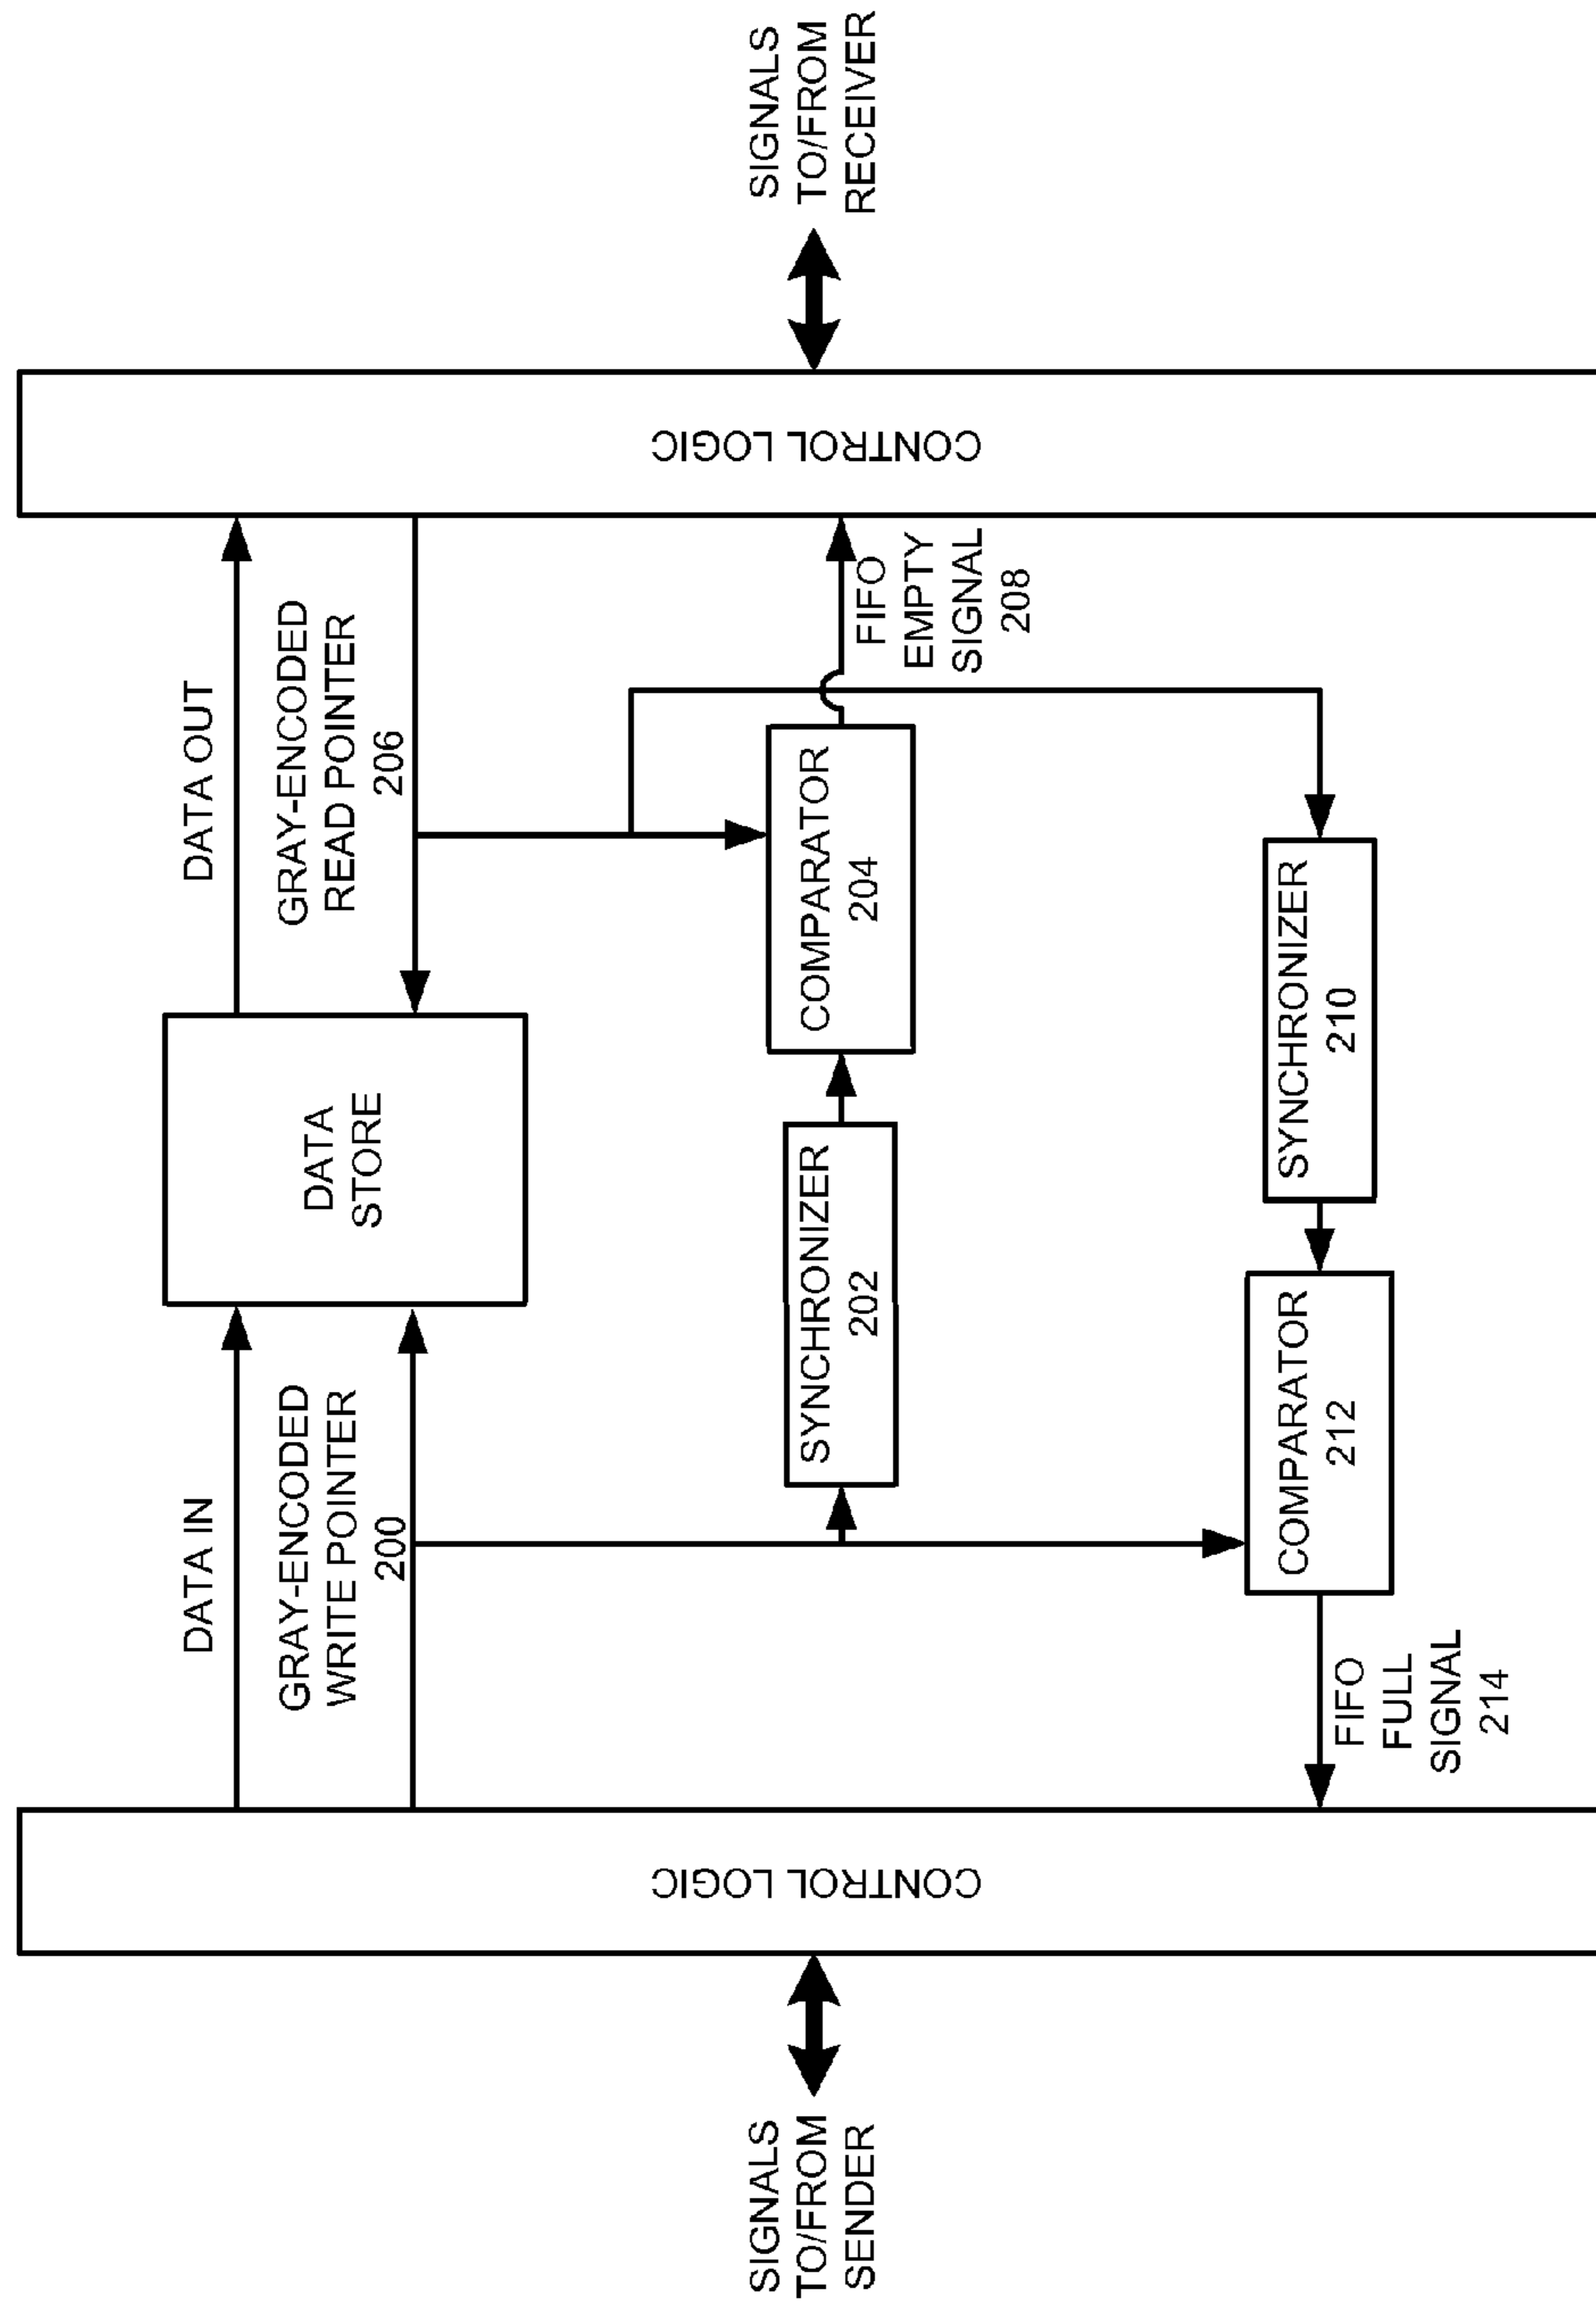 DATA IN
GRAY-ENCODED
WRITE POINTER
200
DATA
STORE
DATA OUT
GRAY-ENCODED
READ POINTER
206
SIGNALS
TO/FROM
SENDER
CONTROL LOGIC
SYNCHRONIZER
202
COMPARATOR
204
FIFO
EMPTY
SIGNAL
208
CONTROL LOGIC
SIGNALS
TO/FROM
RECEIVER
FIFO
FULL
SIGNAL
214
COMPARATOR
212
SYNCHRONIZER
210